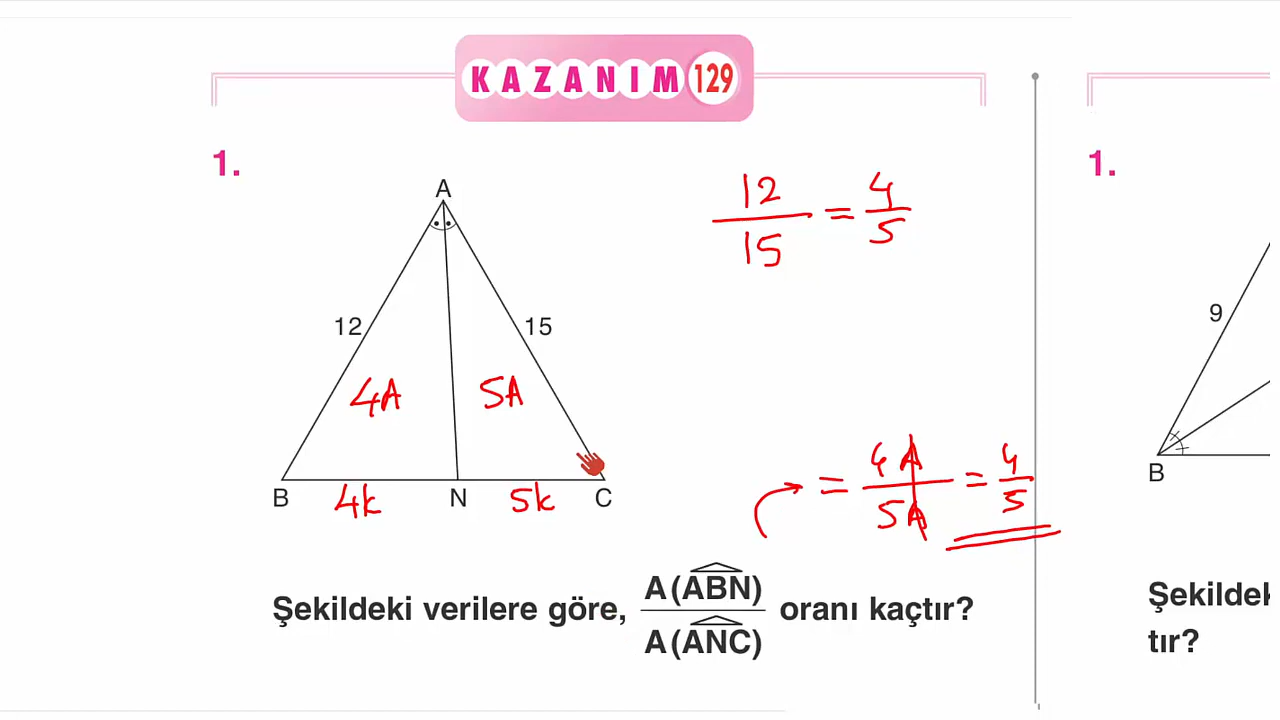 KAZANIM 129
1.
1.
A
12/15 = 4/5
12
15
9
4A
5A
= 4A/5A = 4/5
B
N
C
B
4k
5k
Şekildeki verilere göre, A(ABN)/A(ANC) oranı kaçtır?
Şekildek
tır?